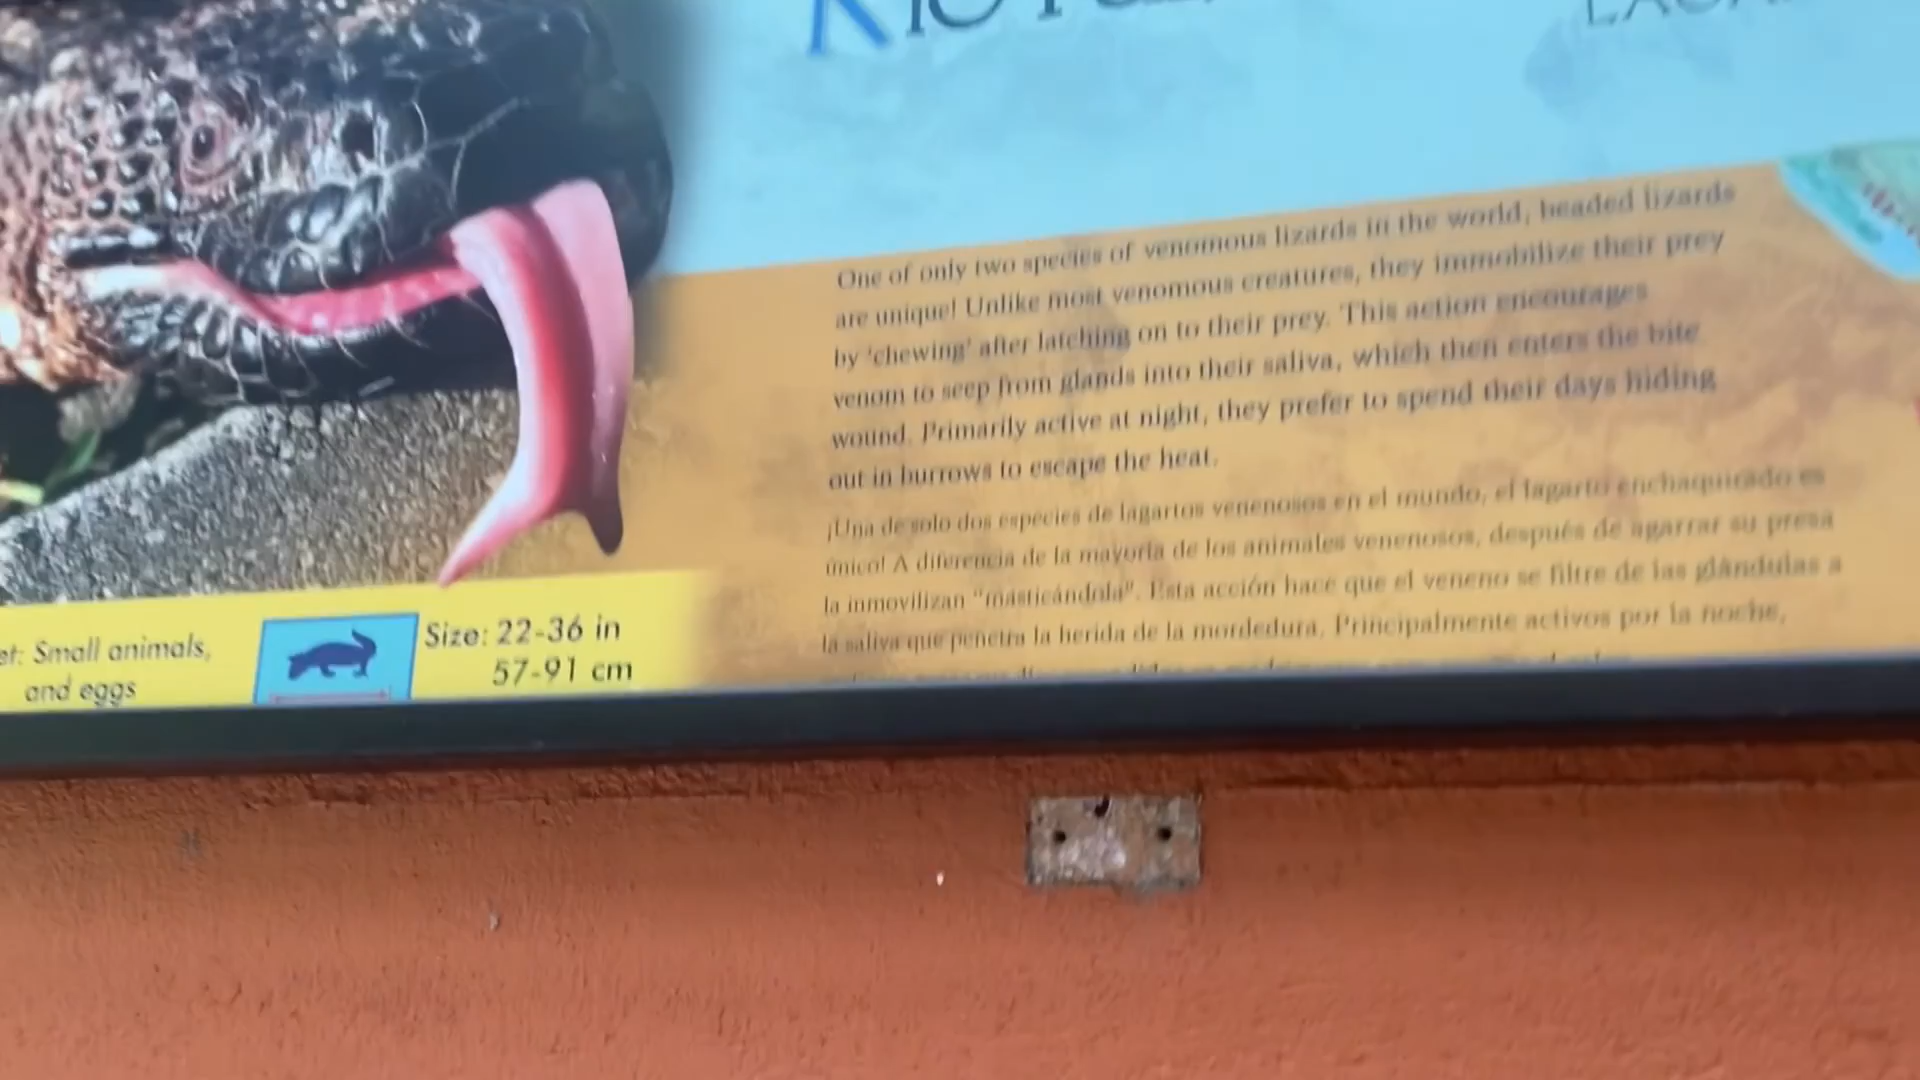 One of only two species of venomous lizards in the world, beaded lizards
are unique! Unlike most venomous creatures, they immobilize their prey
by 'chewing' after latching on to their prey. This action encourages
venom to seep from glands into their saliva, which then enters the bite
wound. Primarily active at night, they prefer to spend their days hiding
out in burrows to escape the heat.
¡Una de solo dos especies de lagartos venenosos en el mundo, el lagarto enchaquirado es
único! A diferencia de la mayoría de los animales venenosos, después de agarrar su presa
la inmovilizan "masticándola". Esta acción hace que el veneno se filtre de las glándulas a
la saliva que penetra la herida de la mordedura. Principalmente activos por la noche,
Small animals,
and eggs
Size: 22-36 in
57-91 cm